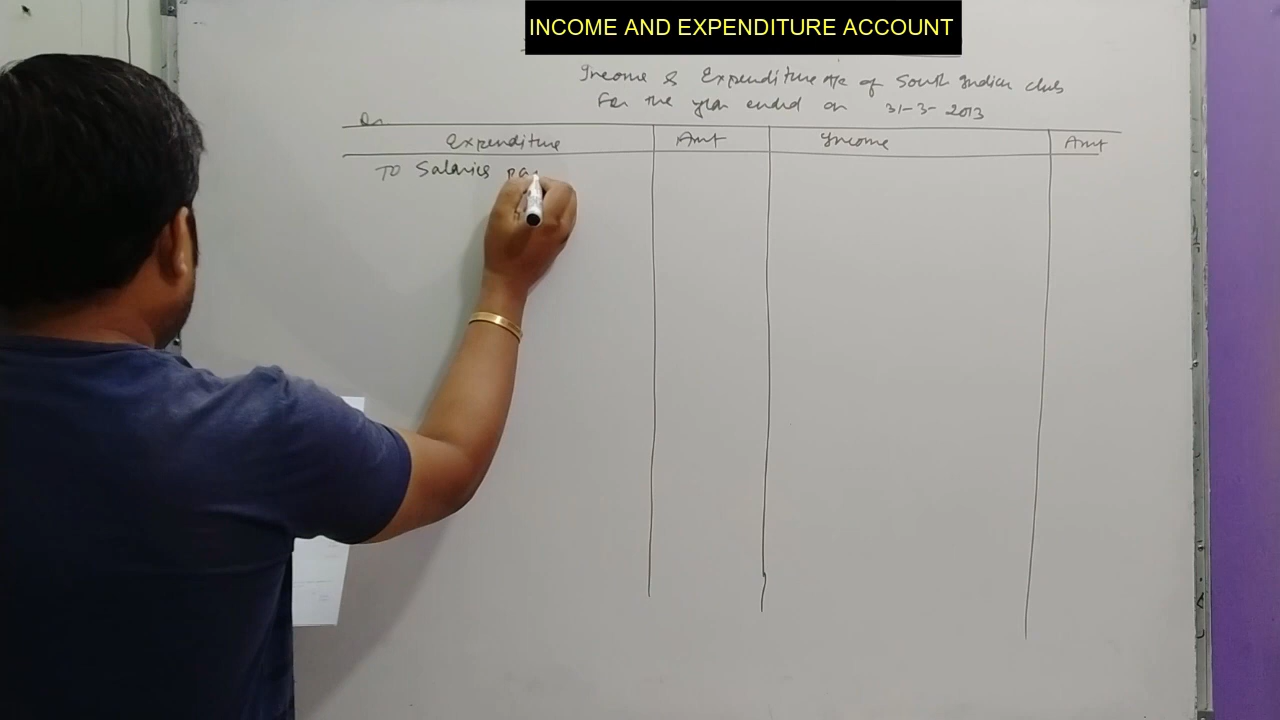 INCOME AND EXPENDITURE ACCOUNT
Income & Expenditure A/c of South Indian club
For the year ended on 31-3-2013
Dr
Expenditure Amt Income Amt
To Salaries pa